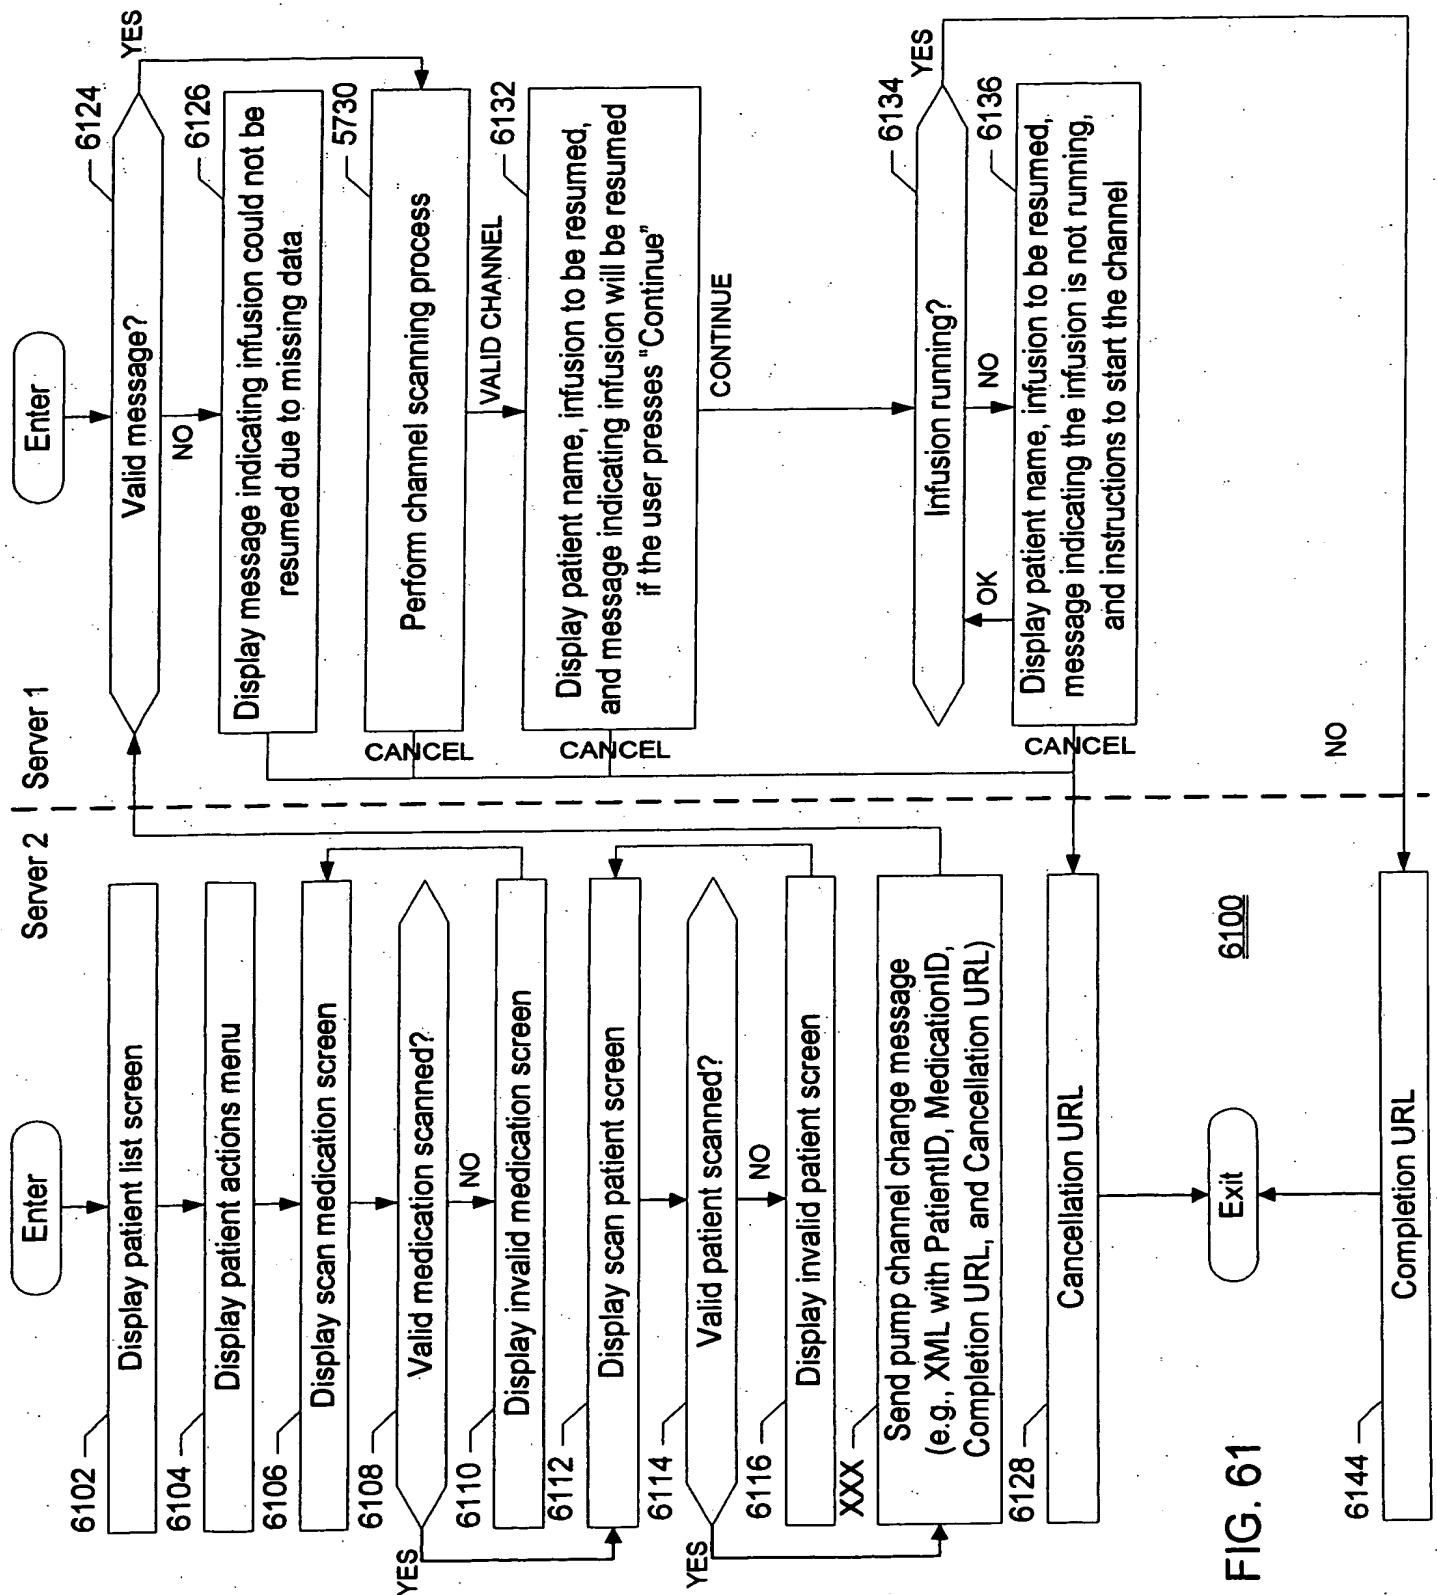 Server 2
Enter
6102
Display patient list screen
6104
Display patient actions menu
6106
Display scan medication screen
6108
Valid medication scanned?
YES
NO
6110
Display invalid medication screen
6112
Display scan patient screen
6114
Valid patient scanned?
YES
NO
6116
Display invalid patient screen
XXX
Send pump channel change message
(e.g., XML with PatientID, MedicationID,
Completion URL, and Cancellation URL)
6128
Cancellation URL
6100
Exit
6144
Completion URL
FIG. 61
Server 1
Enter
6124
Valid message?
YES
NO
6126
Display message indicating infusion could not be
resumed due to missing data
5730
Perform channel scanning process
CANCEL
VALID CHANNEL
6132
Display patient name, infusion to be resumed,
and message indicating infusion will be resumed
if the user presses "Continue"
CANCEL
CONTINUE
6134
Infusion running?
YES
OK
NO
6136
Display patient name, infusion to be resumed,
message indicating the infusion is not running,
and instructions to start the channel
CANCEL
NO